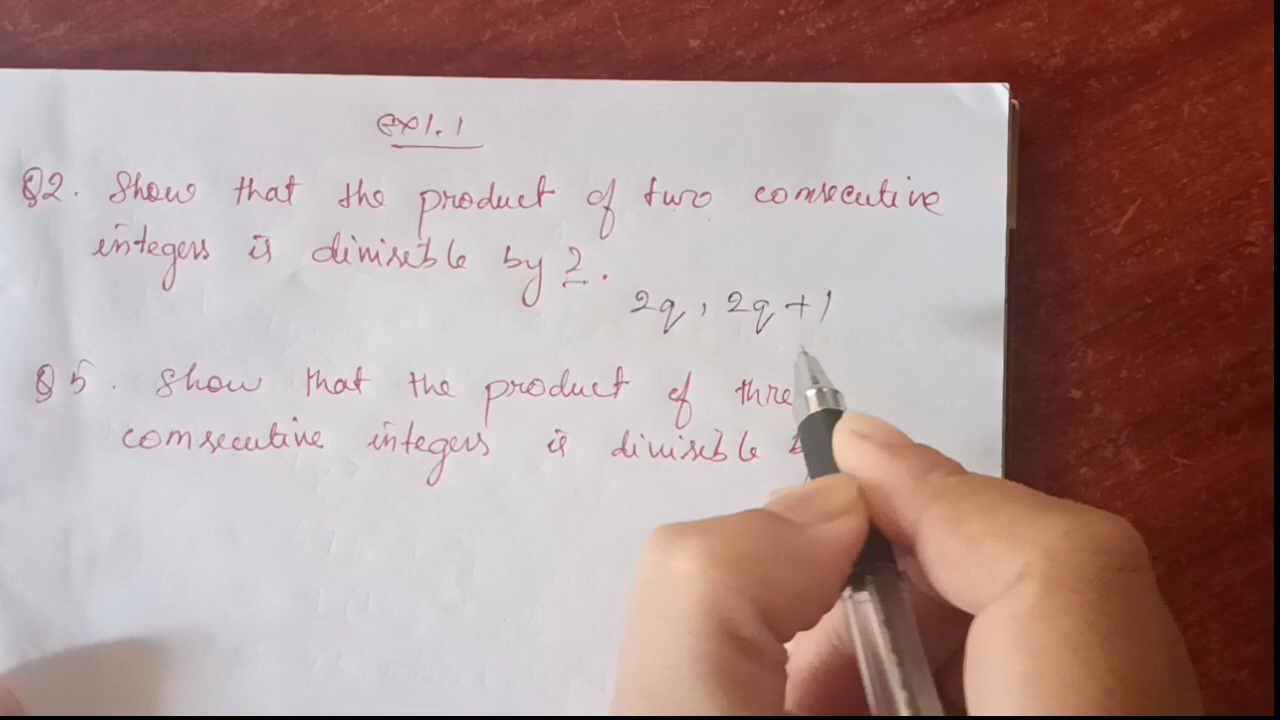 ex1.1
Q2. Show that the product of two consecutive
integers is divisible by 2.
2q, 2q+1
Q5. Show that the product of
consecutive integers is divisible